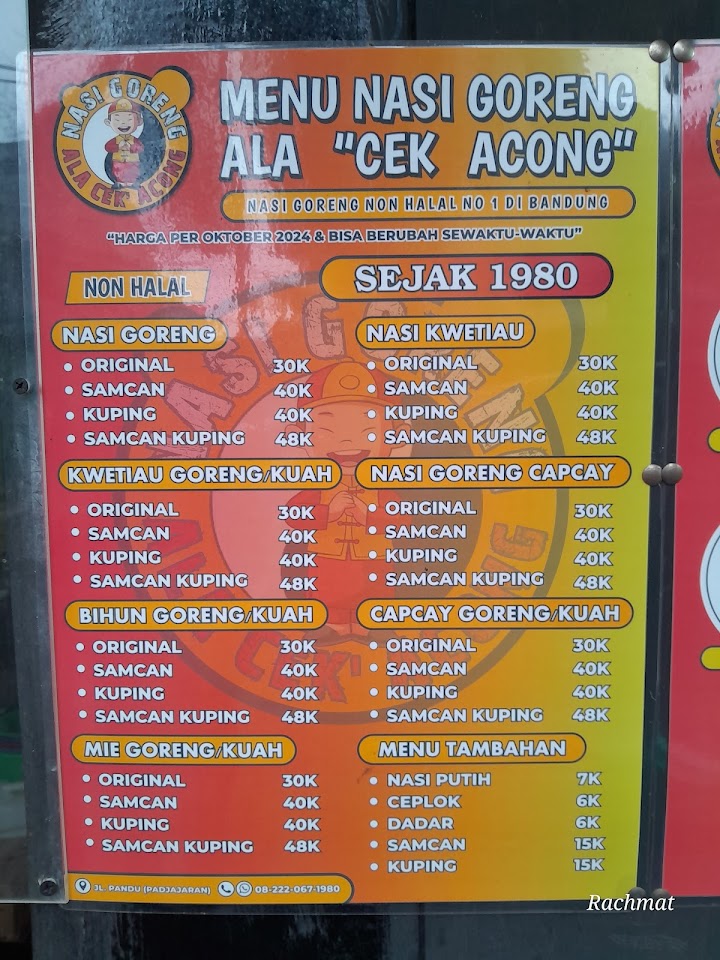 NASI GORENG
ALA CEK' ACONG
MENU NASI GORENG
ALA "CEK ACONG"
NASI GORENG NON HALAL NO 1 DI BANDUNG
"HARGA PER OKTOBER 2024 & BISA BERUBAH SEWAKTU-WAKTU"
NON HALAL
SEJAK 1980
NASI GORENG
ORIGINAL 30K
SAMCAN 40K
KUPING 40K
SAMCAN KUPING 48K
NASI KWETIAU
ORIGINAL 30K
SAMCAN 40K
KUPING 40K
SAMCAN KUPING 48K
KWETIAU GORENG/KUAH
ORIGINAL 30K
SAMCAN 40K
KUPING 40K
SAMCAN KUPING 48K
NASI GORENG CAPCAY
ORIGINAL 30K
SAMCAN 40K
KUPING 40K
SAMCAN KUPING 48K
BIHUN GORENG/KUAH
ORIGINAL 30K
SAMCAN 40K
KUPING 40K
SAMCAN KUPING 48K
CAPCAY GORENG/KUAH
ORIGINAL 30K
SAMCAN 40K
KUPING 40K
SAMCAN KUPING 48K
MIE GORENG/KUAH
ORIGINAL 30K
SAMCAN 40K
KUPING 40K
SAMCAN KUPING 48K
MENU TAMBAHAN
NASI PUTIH 7K
CEPLOK 6K
DADAR 6K
SAMCAN 15K
KUPING 15K
NASI GORENG
ALA CEK' ACONG
JL. PANDU (PADJAJARAN) 08-222-067-1980
Rachmat